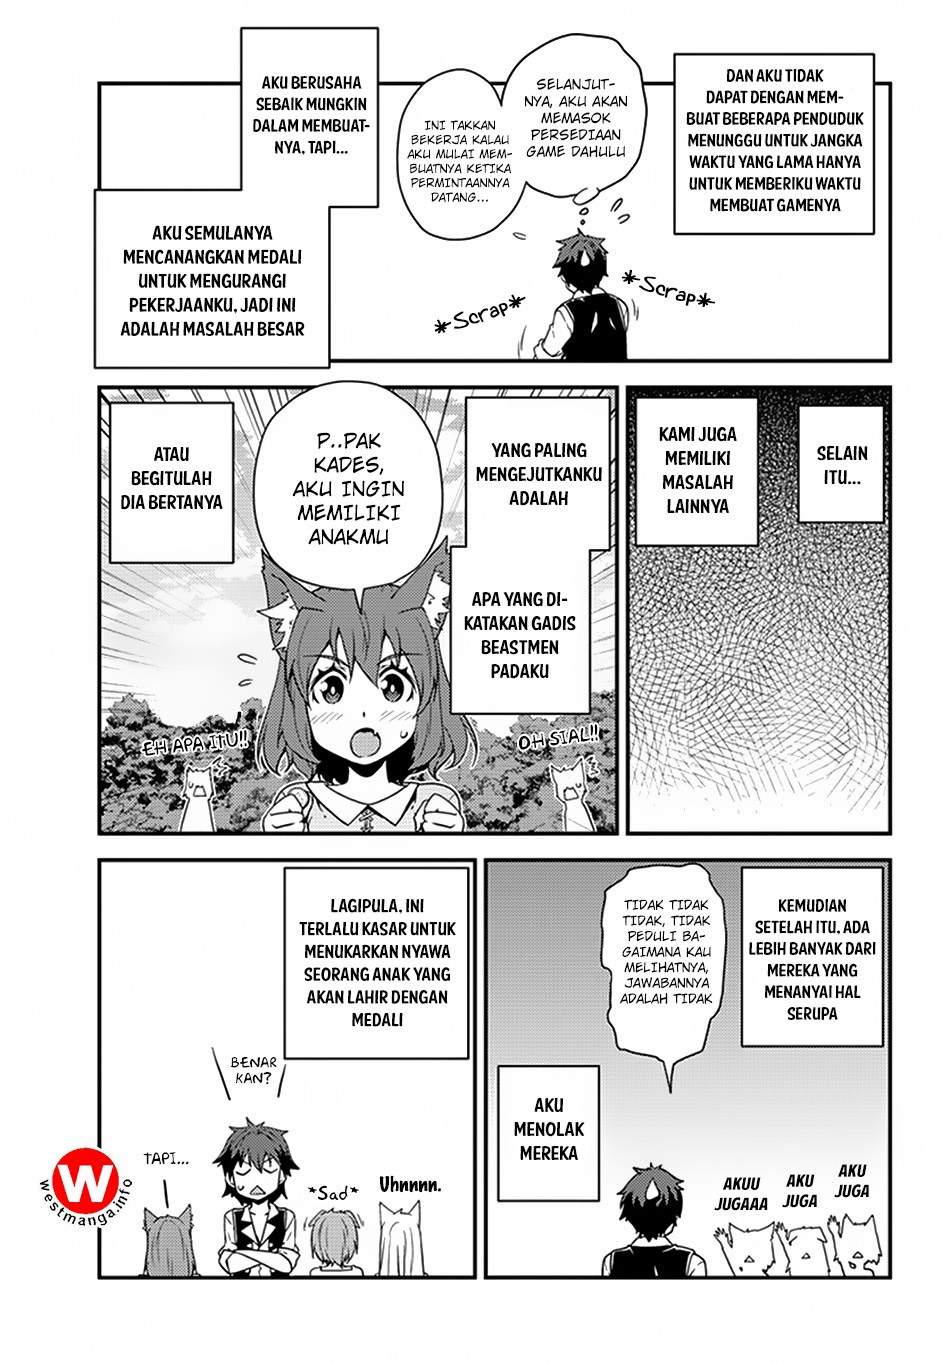 DAN AKU TIDAK
DAPAT DENGAN MEM-
BUAT BEBERAPA PENDUDUK
MENUNGGU UNTUK JANGKA
WAKTU YANG LAMA HANYA
UNTUK MEMBERIKU WAKTU
MEMBUAT GAMENYA
SELANJUT-
NYA, AKU AKAN
MEMASOK
PERSEDIAAN
GAME DAHULU
INI TAKKAN
BEKERJA KALAU
AKU MULAI MEM-
BUATNYA KETIKA
PERMINTAANNYA
DATANG...
*Scrap*
*Scrap*
AKU BERUSAHA
SEBAIK MUNGKIN
DALAM MEMBUAT-
NYA, TAPI...
AKU SEMULANYA
MENCANANGKAN MEDALI
UNTUK MENGURANGI
PEKERJAANKU, JADI INI
ADALAH MASALAH BESAR
SELAIN
ITU...
KAMI JUGA
MEMILIKI
MASALAH
LAINNYA
YANG PALING
MENGEJUTKANKU
ADALAH
APA YANG DI-
KATAKAN GADIS
BEASTMEN
PADAKU
P..PAK
KADES,
AKU INGIN
MEMILIKI
ANAKMU
ATAU
BEGITULAH
DIA BERTANYA
OH SIAL!!
EH APA ITU!!
KEMUDIAN
SETELAH ITU, ADA
LEBIH BANYAK DARI
MEREKA YANG
MENANYAI HAL
SERUPA
TIDAK TIDAK
TIDAK, TIDAK
PEDULI BA-
GAIMANA KAU
MELIHATNYA,
JAWABANNYA
ADALAH TIDAK
AKU
MENOLAK
MEREKA
AKU
JUGA
AKU
JUGA
AKUU
JUGAAA
LAGIPULA, INI
TERLALU KASAR UNTUK
MENUKARKAN NYAWA
SEORANG ANAK YANG
AKAN LAHIR DENGAN
MEDALI
BENAR
KAN?
Uhnnnn.
*Sad*
TAPI...
W
westmanga.info